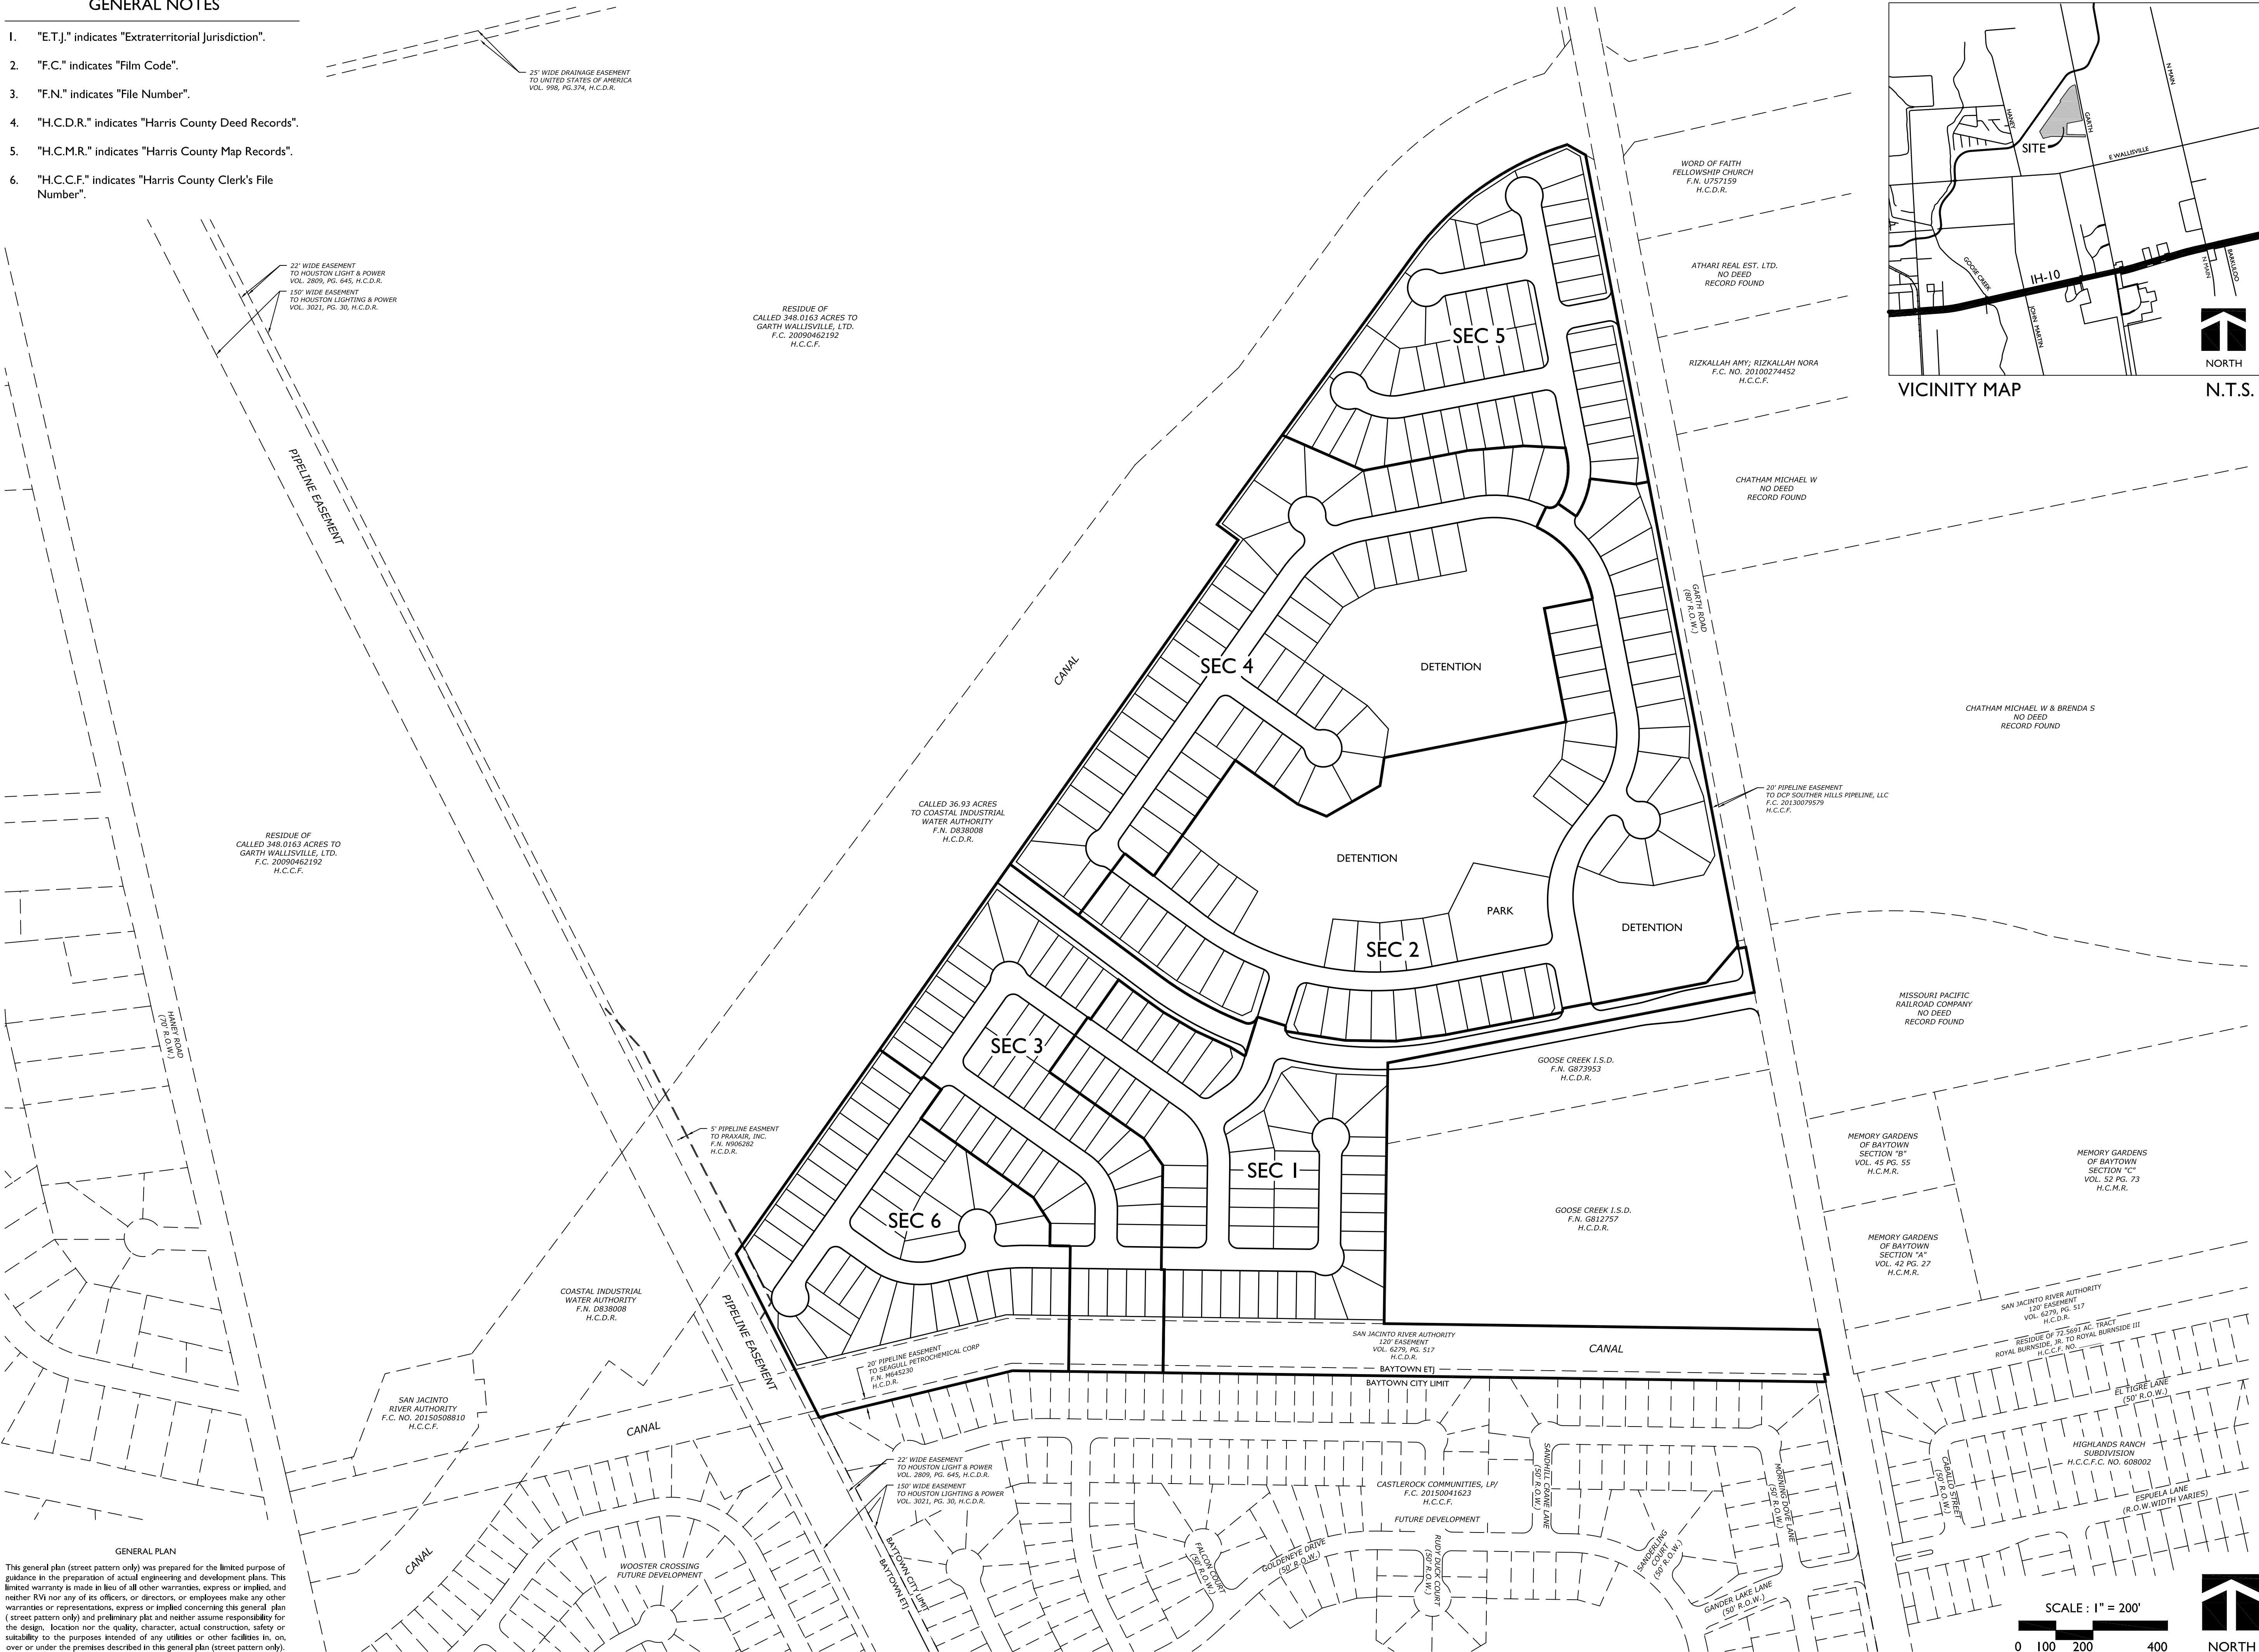 GENERAL NOTES
1. "E.T.J." indicates "Extraterritorial Jurisdiction".
2. "F.C." indicates "Film Code".
3. "F.N." indicates "File Number".
4. "H.C.D.R." indicates "Harris County Deed Records".
5. "H.C.M.R." indicates "Harris County Map Records".
6. "H.C.C.F." indicates "Harris County Clerk's File
Number".
25' WIDE DRAINAGE EASEMENT
TO UNITED STATES OF AMERICA
VOL. 998, PG.374, H.C.D.R.
22' WIDE EASEMENT
TO HOUSTON LIGHT & POWER
VOL. 2809, PG. 645, H.C.D.R.
150' WIDE EASEMENT
TO HOUSTON LIGHTING & POWER
VOL. 3021, PG. 30, H.C.D.R.
RESIDUE OF
CALLED 348.0163 ACRES TO
GARTH WALLISVILLE, LTD.
F.C. 20090462192
H.C.C.F.
PIPELINE EASEMENT
WORD OF FAITH
FELLOWSHIP CHURCH
F.N. U757159
H.C.D.R.
ATHARI REAL EST. LTD.
NO DEED
RECORD FOUND
RIZKALLAH AMY; RIZKALLAH NORA
F.C. NO. 20100274452
H.C.C.F.
CHATHAM MICHAEL W
NO DEED
RECORD FOUND
HANEY
GARTH
N MAIN
SITE
E WALLISVILLE
GOOSE CREEK
IH-10
JOHN MARTIN
N MAIN
BARKULOO
NORTH
VICINITY MAP
N.T.S.
SEC 5
SEC 4
CANAL
DETENTION
GARTH ROAD
(80' R.O.W.)
CHATHAM MICHAEL W & BRENDA S
NO DEED
RECORD FOUND
20' PIPELINE EASEMENT
TO DCP SOUTHER HILLS PIPELINE, LLC
F.C. 20130079579
H.C.C.F.
CALLED 36.93 ACRES
TO COASTAL INDUSTRIAL
WATER AUTHORITY
F.N. D838008
H.C.D.R.
RESIDUE OF
CALLED 348.0163 ACRES TO
GARTH WALLISVILLE, LTD.
F.C. 20090462192
H.C.C.F.
DETENTION
PARK
DETENTION
SEC 2
HANEY ROAD
(70' R.O.W.)
SEC 3
MISSOURI PACIFIC
RAILROAD COMPANY
NO DEED
RECORD FOUND
GOOSE CREEK I.S.D.
F.N. G873953
H.C.D.R.
5' PIPELINE EASMENT
TO PRAXAIR, INC.
F.N. N906282
H.C.D.R.
SEC 1
SEC 6
GOOSE CREEK I.S.D.
F.N. G812757
H.C.D.R.
MEMORY GARDENS
OF BAYTOWN
SECTION "B"
VOL. 45 PG. 55
H.C.M.R.
MEMORY GARDENS
OF BAYTOWN
SECTION "C"
VOL. 52 PG. 73
H.C.M.R.
MEMORY GARDENS
OF BAYTOWN
SECTION "A"
VOL. 42 PG. 27
H.C.M.R.
COASTAL INDUSTRIAL
WATER AUTHORITY
F.N. D838008
H.C.D.R.
PIPELINE EASEMENT
20' PIPELINE EASEMENT
TO SEAGULL PETROCHEMICAL CORP
F.N. M645230
H.C.D.R.
SAN JACINTO RIVER AUTHORITY
120' EASEMENT
VOL. 6279, PG. 517
H.C.D.R.
CANAL
BAYTOWN ETJ
BAYTOWN CITY LIMIT
SAN JACINTO RIVER AUTHORITY
120' EASEMENT
VOL. 6279, PG. 517
H.C.D.R.
RESIDUE OF 72.5691 AC. TRACT
ROYAL BURNSIDE, JR. TO ROYAL BURNSIDE III
H.C.C.F. NO.
EL TIGRE LANE
(50' R.O.W.)
SAN JACINTO
RIVER AUTHORITY
F.C. NO. 20150508810
H.C.C.F.
CANAL
22' WIDE EASEMENT
TO HOUSTON LIGHT & POWER
VOL. 2809, PG. 645, H.C.D.R.
150' WIDE EASEMENT
TO HOUSTON LIGHTING & POWER
VOL. 3021, PG. 30, H.C.D.R.
CASTLEROCK COMMUNITIES, LP/
F.C. 20150041623
H.C.C.F.
FUTURE DEVELOPMENT
SANDHILL CRANE LANE
(50' R.O.W.)
MORNING DOVE LANE
(50' R.O.W.)
CABALLO STREET
(50' R.O.W.)
HIGHLANDS RANCH
SUBDIVISION
H.C.C.F.C. NO. 608002
ESPUELA LANE
(R.O.W.WIDTH VARIES)
CANAL
WOOSTER CROSSING
FUTURE DEVELOPMENT
BAYTOWN CITY LIMIT
BAYTOWN ETJ
FALCON COURT
(50' R.O.W.)
GOLDENEYE DRIVE
(50' R.O.W.)
RUDY DUCK COURT
(50' R.O.W.)
SANDERLING
COURT
(50' R.O.W.)
GANDER LAKE LANE
(50' R.O.W.)
GENERAL PLAN
This general plan (street pattern only) was prepared for the limited purpose of
guidance in the preparation of actual engineering and development plans. This
limited warranty is made in lieu of all other warranties, express or implied, and
neither RVi nor any of its officers, or directors, or employees make any other
warranties or representations, express or implied concerning this general plan
( street pattern only) and preliminary plat and neither assume responsibility for
the design, location nor the quality, character, actual construction, safety or
suitability to the purposes intended of any utilities or other facilities in, on,
over or under the premises described in this general plan (street pattern only).
SCALE : 1" = 200'
0 100 200 400
NORTH